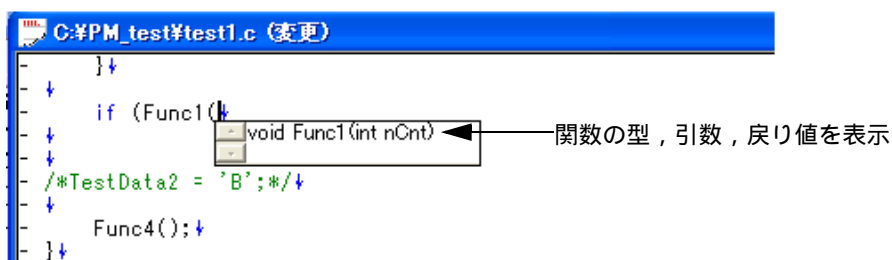 C:¥PM_test¥test1.c (変更)
}↓
↓
if (Func1(↓
void Func1(int nCnt)
関数の型，引数，戻り値を表示
↓
↓
/*TestData2 = 'B';*/↓
↓
Func4();↓
}↓